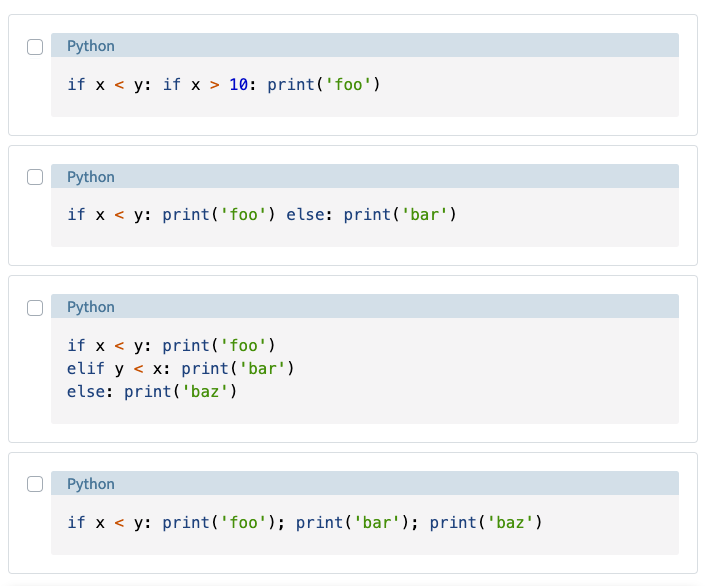 Python
if x < y: if x > 10: print('foo')
Python
if x < y: print('foo') else: print('bar')
Python
if x < y: print('foo')
elif y < x: print('bar')
else: print('baz')
Python
if x < y: print('foo'); print('bar'); print('baz')